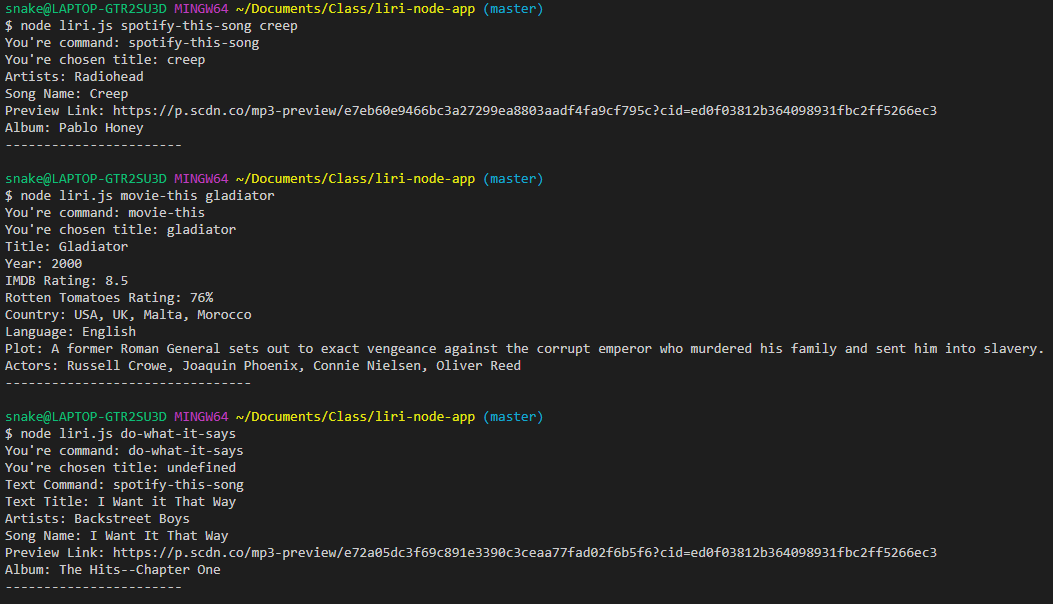 snake@LAPTOP-GTR2SU3D MINGW64 ~/Documents/Class/liri-node-app (master)
$ node liri.js spotify-this-song creep
You're command: spotify-this-song
You're chosen title: creep
Artists: Radiohead
Song Name: Creep
Preview Link: https://p.scdn.co/mp3-preview/e7eb60e9466bc3a27299ea8803aadf4fa9cf795c?cid=ed0f03812b364098931fbc2ff5266ec3
Album: Pablo Honey
-----------------------
snake@LAPTOP-GTR2SU3D MINGW64 ~/Documents/Class/liri-node-app (master)
$ node liri.js movie-this gladiator
You're command: movie-this
You're chosen title: gladiator
Title: Gladiator
Year: 2000
IMDB Rating: 8.5
Rotten Tomatoes Rating: 76%
Country: USA, UK, Malta, Morocco
Language: English
Plot: A former Roman General sets out to exact vengeance against the corrupt emperor who murdered his family and sent him into slavery.
Actors: Russell Crowe, Joaquin Phoenix, Connie Nielsen, Oliver Reed
--------------------------------
snake@LAPTOP-GTR2SU3D MINGW64 ~/Documents/Class/liri-node-app (master)
$ node liri.js do-what-it-says
You're command: do-what-it-says
You're chosen title: undefined
Text Command: spotify-this-song
Text Title: I Want it That Way
Artists: Backstreet Boys
Song Name: I Want It That Way
Preview Link: https://p.scdn.co/mp3-preview/e72a05dc3f69c891e3390c3ceaa77fad02f6b5f6?cid=ed0f03812b364098931fbc2ff5266ec3
Album: The Hits--Chapter One
-----------------------